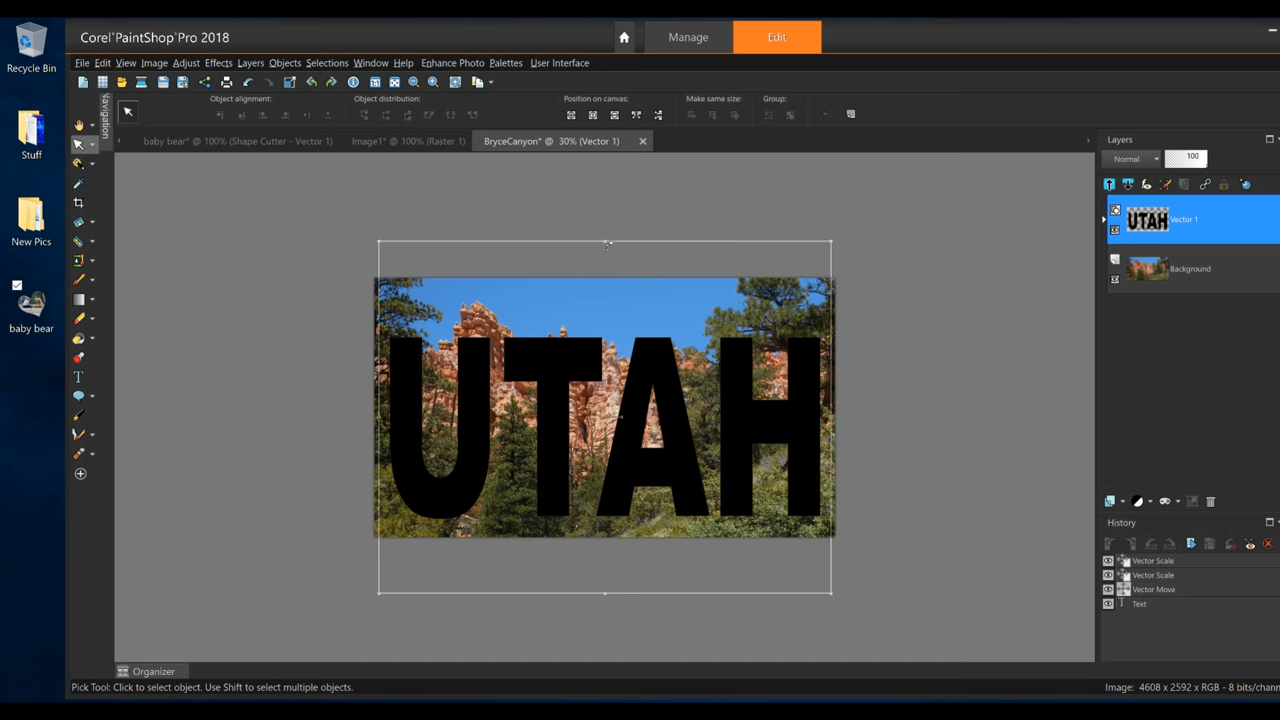 Corel PaintShop Pro 2018
Manage
Edit
File Edit View Image Adjust Effects Layers Objects Selections Window Help Enhance Photo Palettes User Interface
Object alignment: Object distribution: Position on canvas: Make same size: Group:
Navigation
baby bear* @ 100% (Shape Cutter - Vector 1)
Image1* @ 100% (Raster 1)
BryceCanyon* @ 30% (Vector 1)
Recycle Bin
Stuff
New Pics
baby bear
UTAH
Layers
Normal
100
UTAH
Vector 1
Background
History
Vector Scale
Vector Scale
Vector Move
T Text
Organizer
Pick Tool: Click to select object. Use Shift to select multiple objects.
Image: 4608 x 2592 x RGB - 8 bits/chann